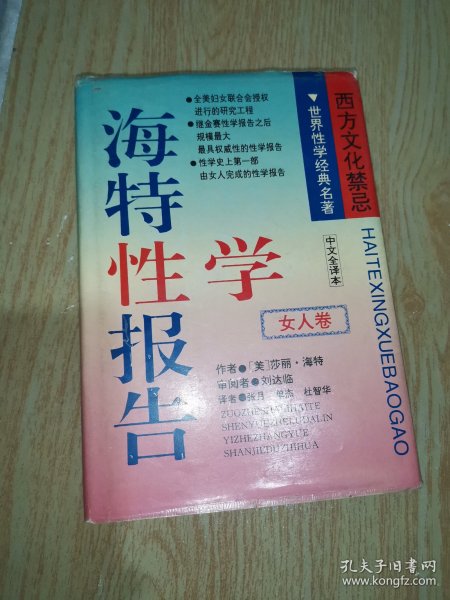 ●全美妇女联合会授权
进行的研究工程
●继金赛性学报告之后
规模最大
最具权威性的性学报告
●性学史上第一部
由女人完成的性学报告
西方文化禁忌
▼世界性学经典名著
中文全译本
海特性学报告
女人卷
HAITEXINGXUEBAOGAO
作者●[美]莎丽·海特
审阅者●刘达临
译者●张月 单杰 杜智华
ZUOZHESHALIHAITE
SHENYUEZHELIUDALIN
YIZHEZHANGYUE
SHANJIEDUZHIHUA
孔夫子旧书网
www.kongfz.com